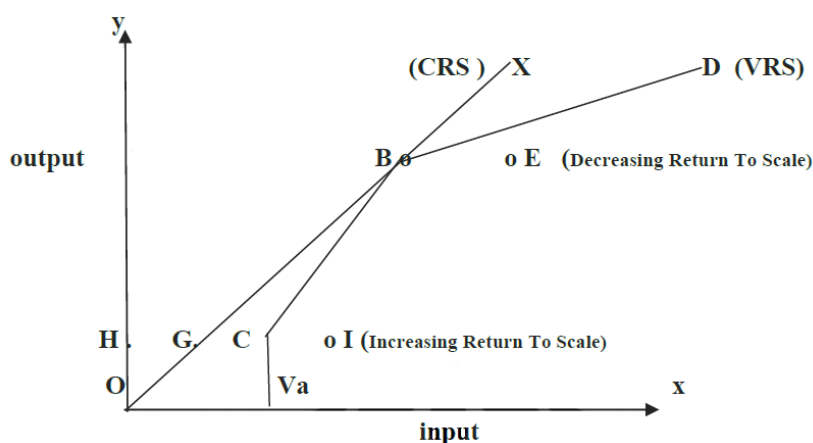 y
(CRS ) X D (VRS)
output B o o E (Decreasing Return To Scale)
H . G. C o I (Increasing Return To Scale)
O Va x
input